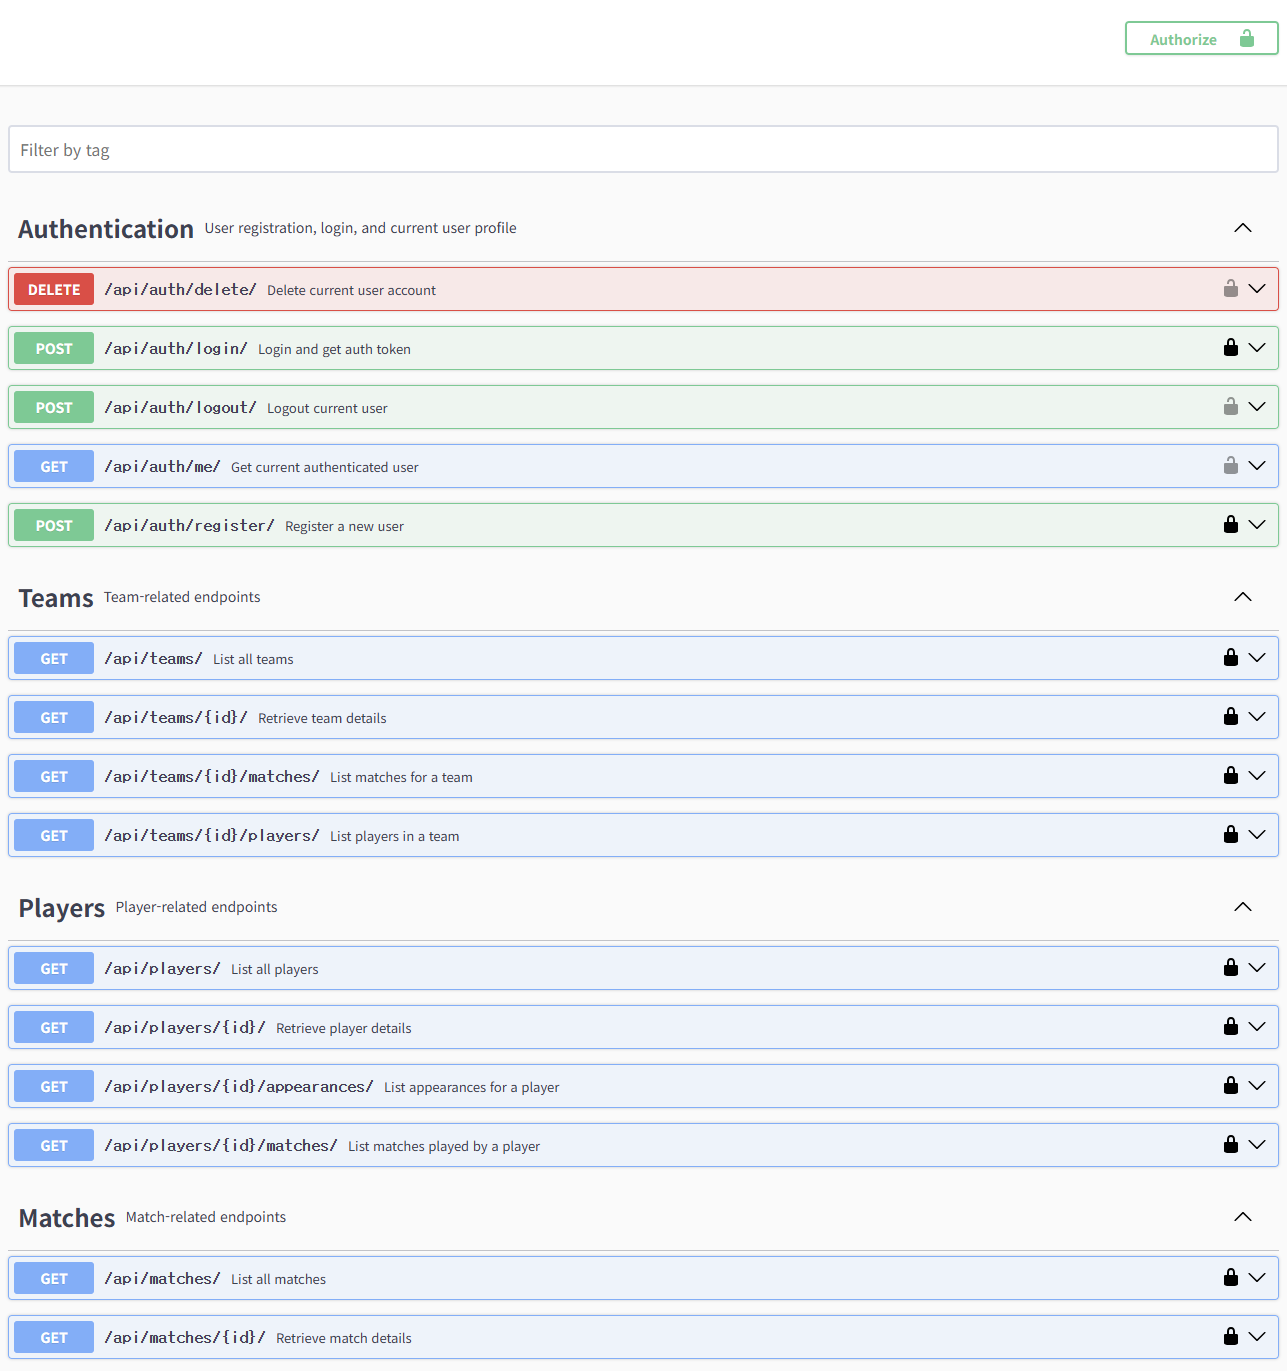 Authorize
Filter by tag
Authentication User registration, login, and current user profile
DELETE /api/auth/delete/ Delete current user account
POST /api/auth/login/ Login and get auth token
POST /api/auth/logout/ Logout current user
GET /api/auth/me/ Get current authenticated user
POST /api/auth/register/ Register a new user
Teams Team-related endpoints
GET /api/teams/ List all teams
GET /api/teams/{id}/ Retrieve team details
GET /api/teams/{id}/matches/ List matches for a team
GET /api/teams/{id}/players/ List players in a team
Players Player-related endpoints
GET /api/players/ List all players
GET /api/players/{id}/ Retrieve player details
GET /api/players/{id}/appearances/ List appearances for a player
GET /api/players/{id}/matches/ List matches played by a player
Matches Match-related endpoints
GET /api/matches/ List all matches
GET /api/matches/{id}/ Retrieve match details